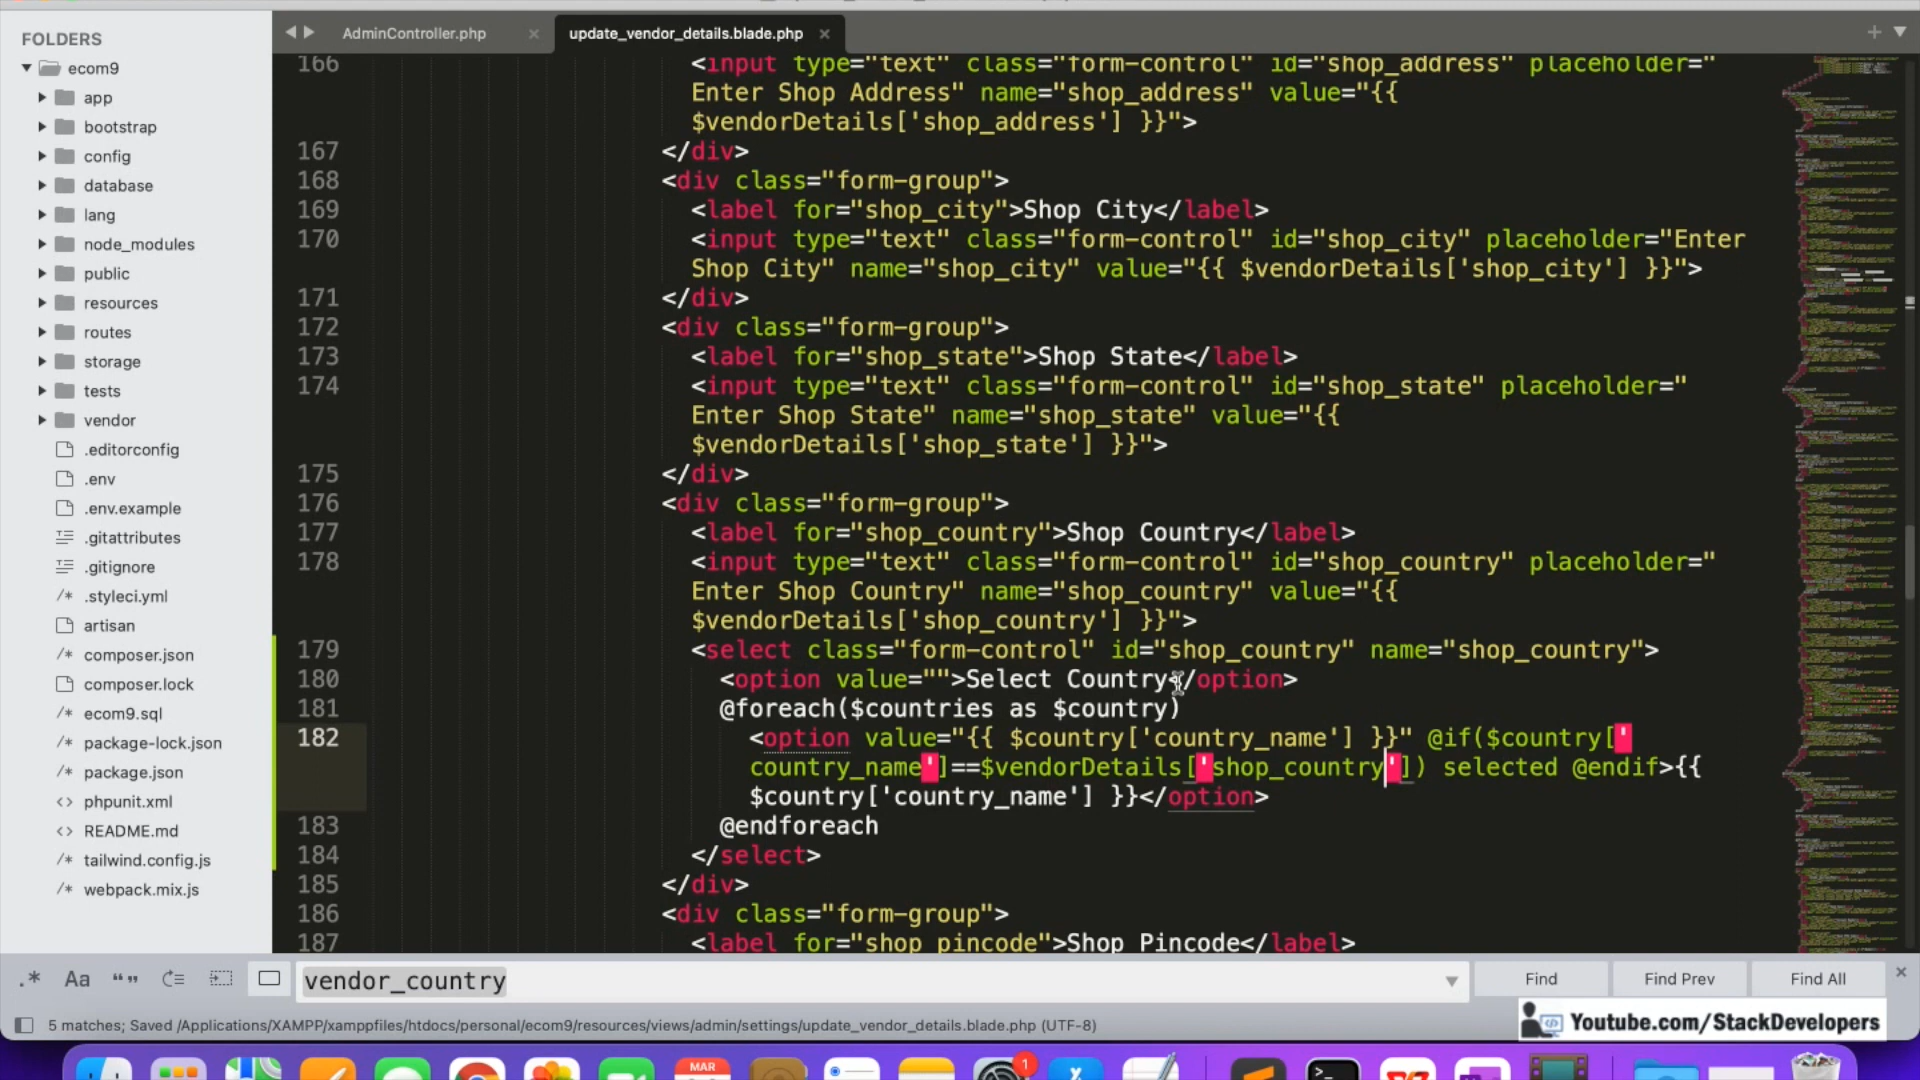 FOLDERS
ecom9
app
bootstrap
config
database
lang
node_modules
public
resources
routes
storage
tests
vendor
.editorconfig
.env
.env.example
.gitattributes
.gitignore
/* .styleci.yml
artisan
/* composer.json
composer.lock
/* ecom9.sql
/* package-lock.json
/* package.json
<> phpunit.xml
<> README.md
/* tailwind.config.js
/* webpack.mix.js
AdminController.php × update_vendor_details.blade.php ×
166 <input type="text" class="form-control" id="shop_address" placeholder="
Enter Shop Address" name="shop_address" value="{{
$vendorDetails['shop_address'] }}">
167 </div>
168 <div class="form-group">
169 <label for="shop_city">Shop City</label>
170 <input type="text" class="form-control" id="shop_city" placeholder="Enter
Shop City" name="shop_city" value="{{ $vendorDetails['shop_city'] }}">
171 </div>
172 <div class="form-group">
173 <label for="shop_state">Shop State</label>
174 <input type="text" class="form-control" id="shop_state" placeholder="
Enter Shop State" name="shop_state" value="{{
$vendorDetails['shop_state'] }}">
175 </div>
176 <div class="form-group">
177 <label for="shop_country">Shop Country</label>
178 <input type="text" class="form-control" id="shop_country" placeholder="
Enter Shop Country" name="shop_country" value="{{
$vendorDetails['shop_country'] }}">
179 <select class="form-control" id="shop_country" name="shop_country">
180 <option value="">Select Country</option>
181 @foreach($countries as $country)
182 <option value="{{ $country['country_name'] }}" @if($country['
country_name']==$vendorDetails['shop_country']) selected @endif>{{
$country['country_name'] }}</option>
183 @endforeach
184 </select>
185 </div>
186 <div class="form-group">
187 <label for="shop_pincode">Shop Pincode</label>
.* Aa “” vendor_country Find Find Prev Find All ×
5 matches; Saved /Applications/XAMPP/xamppfiles/htdocs/personal/ecom9/resources/views/admin/settings/update_vendor_details.blade.php (UTF-8)
Youtube.com/StackDevelopers
MAR
1